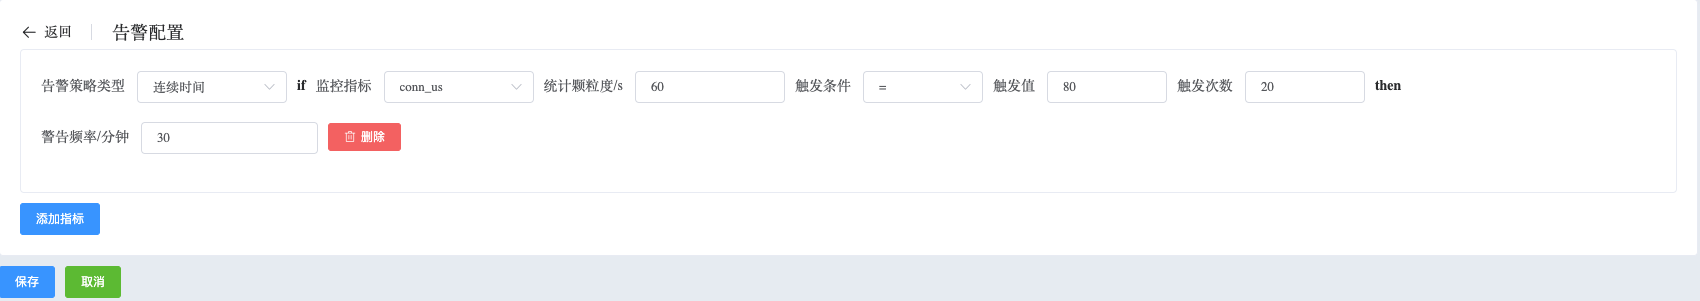 返回 告警配置
告警策略类型 连续时间 if 监控指标 conn_us 统计颗粒度/s 60 触发条件 = 触发值 80 触发次数 20 then
警告频率/分钟 30 删除
添加指标
保存 取消